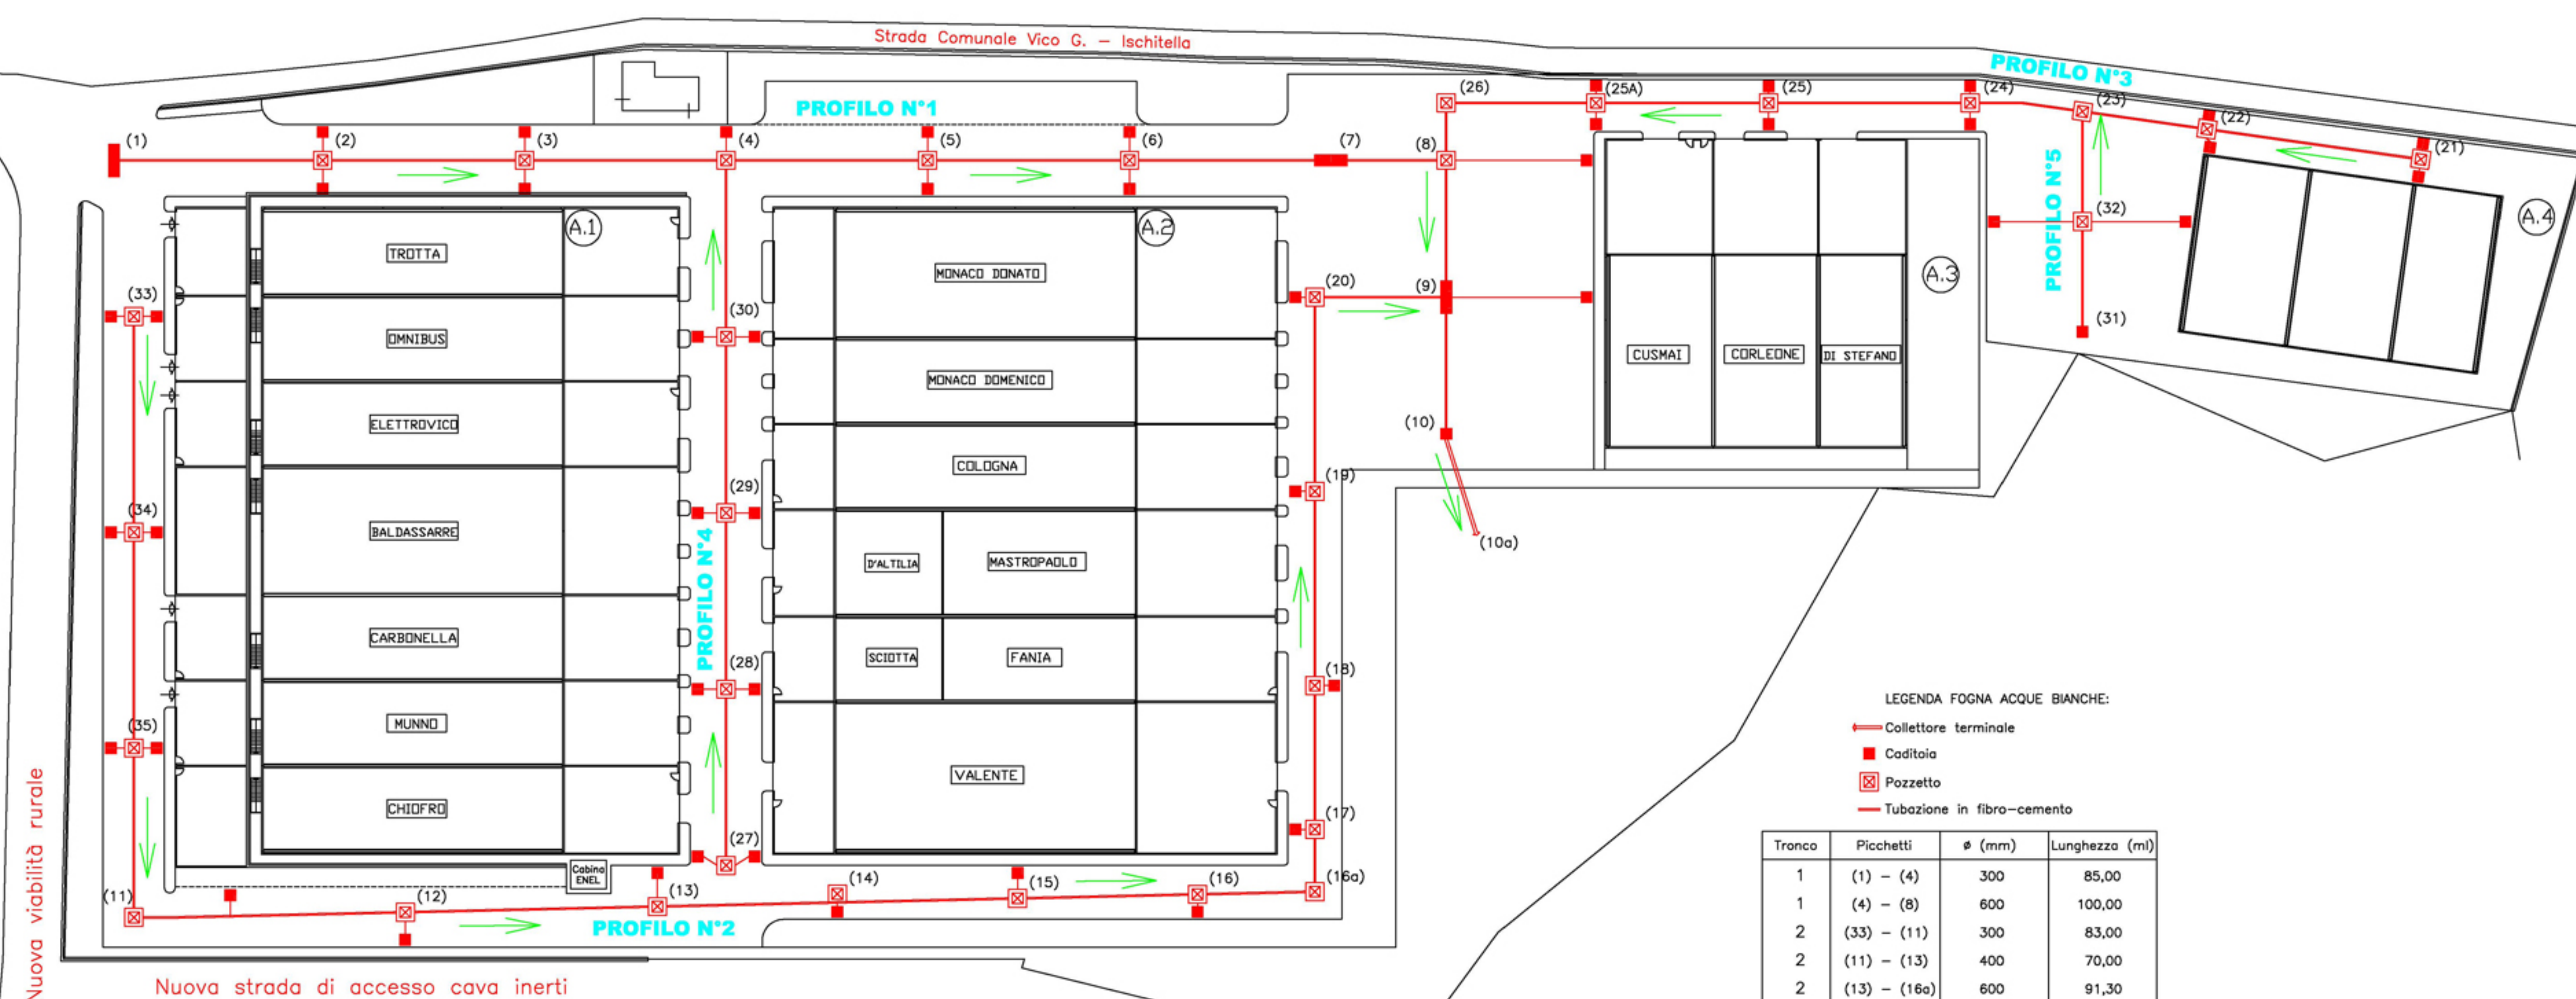 Strada Comunale Vico G. – Ischitella
PROFILO N°3
PROFILO N°1
(26)
(25A)
(25)
(24)
(23)
(22)
(21)
(1)
(2)
(3)
(4)
(5)
(6)
(7)
(8)
PROFILO N°5
(32)
(31)
A.1
A.2
A.3
A.4
TROTTA
OMNIBUS
ELETTROVICO
BALDASSARRE
CARBONELLA
MUNNO
CHIOFRO
Cabina
ENEL
(33)
(34)
(35)
(30)
(29)
PROFILO N°4
(28)
(27)
MONACO DONATO
MONACO DOMENICO
COLOGNA
D'ALTILIA
MASTROPAOLO
SCIOTTA
FANIA
VALENTE
(20)
(9)
(10)
(10a)
(19)
(18)
(17)
CUSMAI
CORLEONE
DI STEFANO
(11)
(12)
(13)
(14)
(15)
(16)
(16a)
PROFILO N°2
Nuova viabilità rurale
Nuova strada di accesso cava inerti
LEGENDA FOGNA ACQUE BIANCHE:
Collettore terminale
Caditoia
Pozzetto
Tubazione in fibro-cemento
Tronco Picchetti ø (mm) Lunghezza (ml)
1 (1) – (4) 300 85,00
1 (4) – (8) 600 100,00
2 (33) – (11) 300 83,00
2 (11) – (13) 400 70,00
2 (13) – (16a) 600 91,30